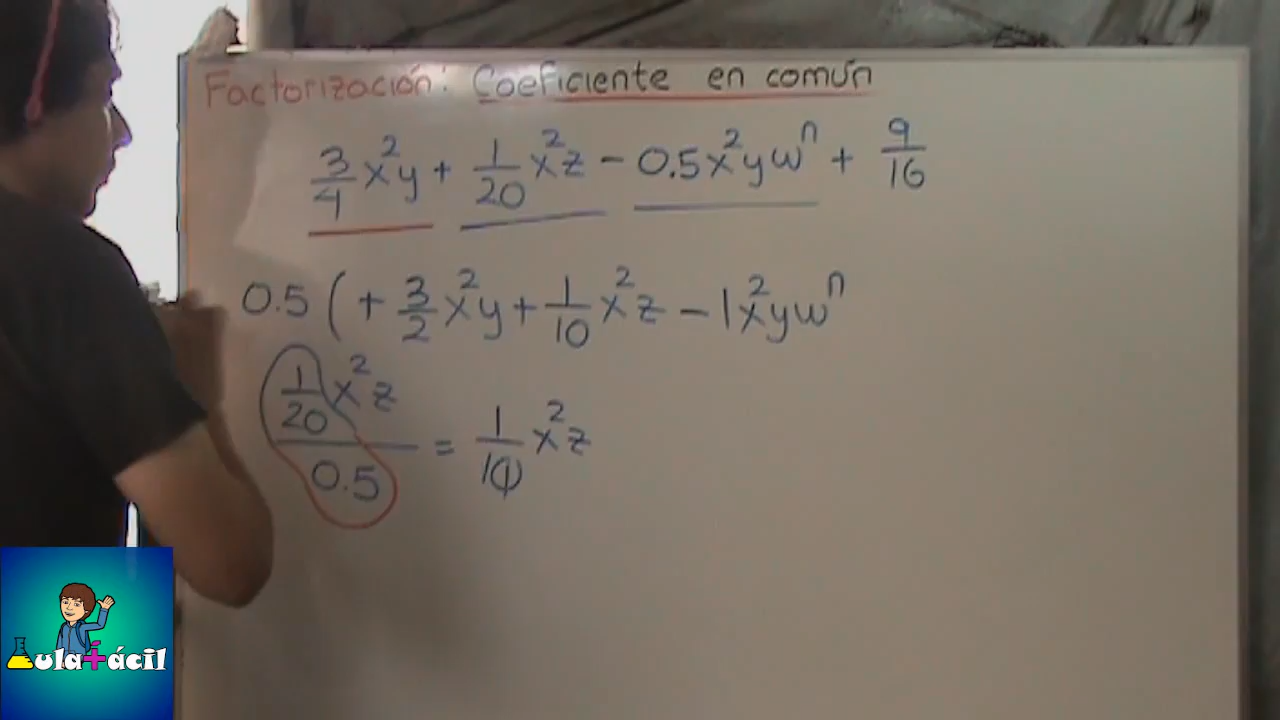 Factorización: Coeficiente en común
3/4 x²y + 1/20 x²z - 0.5x²ywⁿ + 9/16
0.5 ( + 3/2 x²y + 1/10 x²z - 1x²ywⁿ
1/20 x²z / 0.5 = 1/10 x²z
Aula+ácil